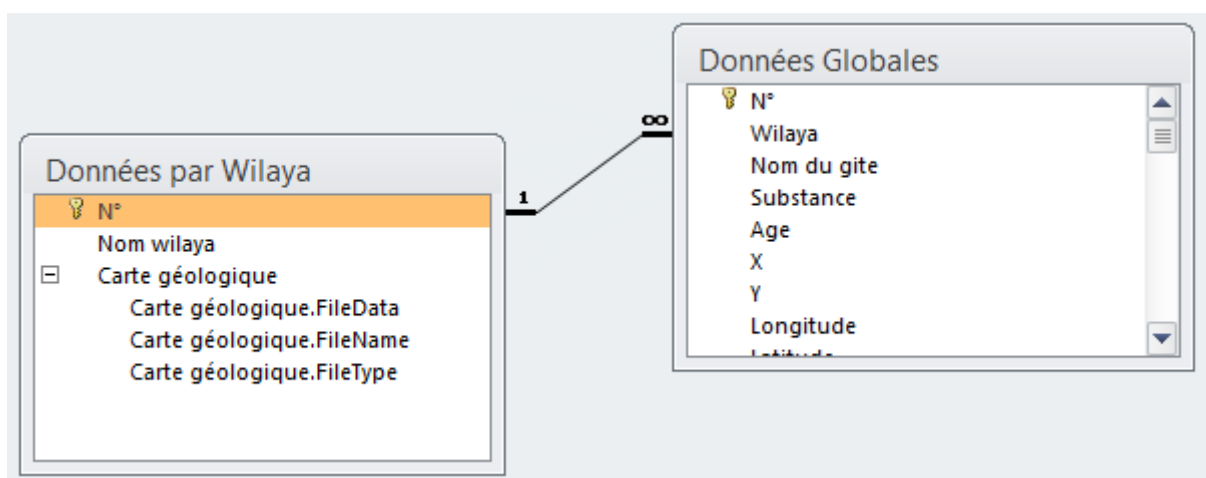 Données Globales
N°
Wilaya
Nom du gite
Substance
Age
X
Y
Longitude
∞
1
Données par Wilaya
N°
Nom wilaya
Carte géologique
Carte géologique.FileData
Carte géologique.FileName
Carte géologique.FileType